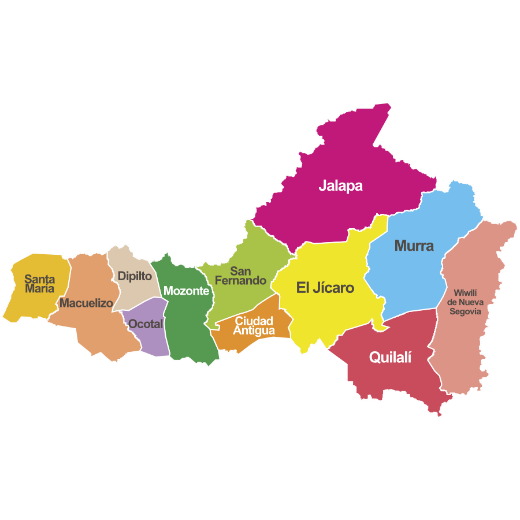 Jalapa
Murra
Santa
María
Macuelizo
Dipilto
Ocotal
Mozonte
San
Fernando
Ciudad
Antigua
El Jícaro
Wiwilí
de Nueva
Segovia
Quilalí